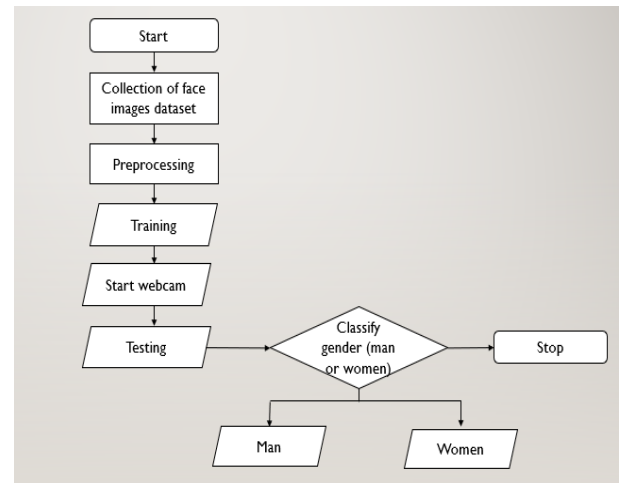 Start
Collection of face
images dataset
Preprocessing
Training
Start webcam
Testing
Classify
gender (man
or women)
Stop
Man
Women